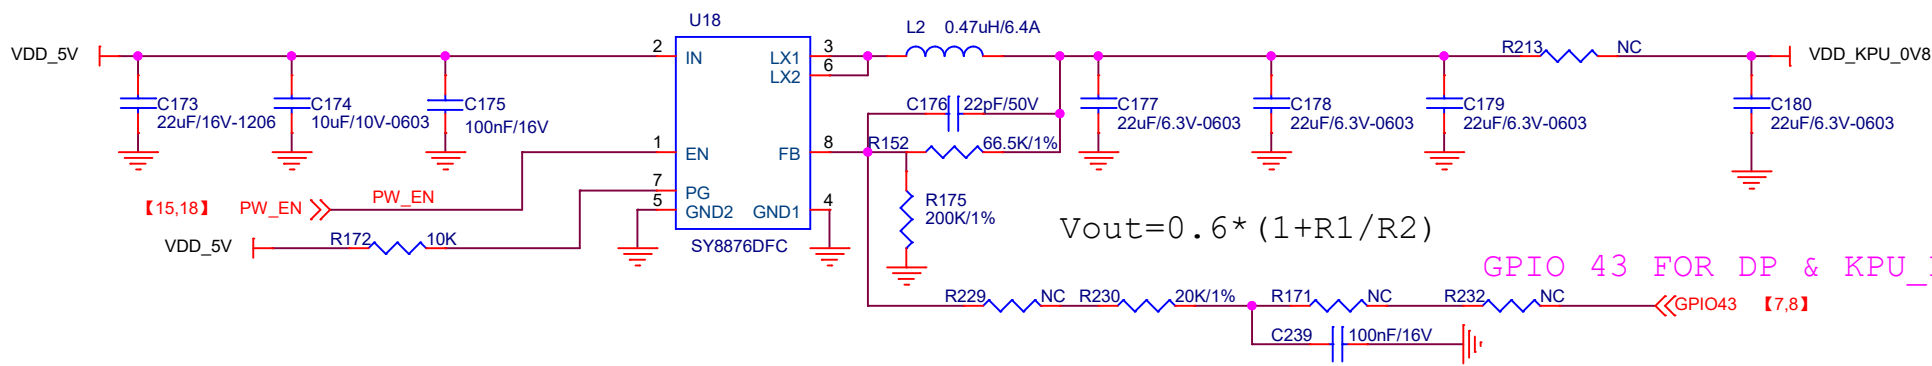 U18
L2 0.47uH/6.4A
VDD_5V
2 IN LX1 3
LX2 6
R213 NC
VDD_KPU_0V8
C173
22uF/16V-1206
C174
10uF/10V-0603
C175
100nF/16V
C176 22pF/50V
C177
22uF/6.3V-0603
C178
22uF/6.3V-0603
C179
22uF/6.3V-0603
C180
22uF/6.3V-0603
1 EN FB 8
R152 66.5K/1%
7 PG
5 GND2 GND1 4
SY8876DFC
【15,18】 PW_EN PW_EN
R175
200K/1%
VDD_5V R172 10K
Vout=0.6*(1+R1/R2)
GPIO 43 FOR DP & KPU_
R229 NC R230 20K/1% R171 NC R232 NC GPIO43 【7,8】
C239 100nF/16V